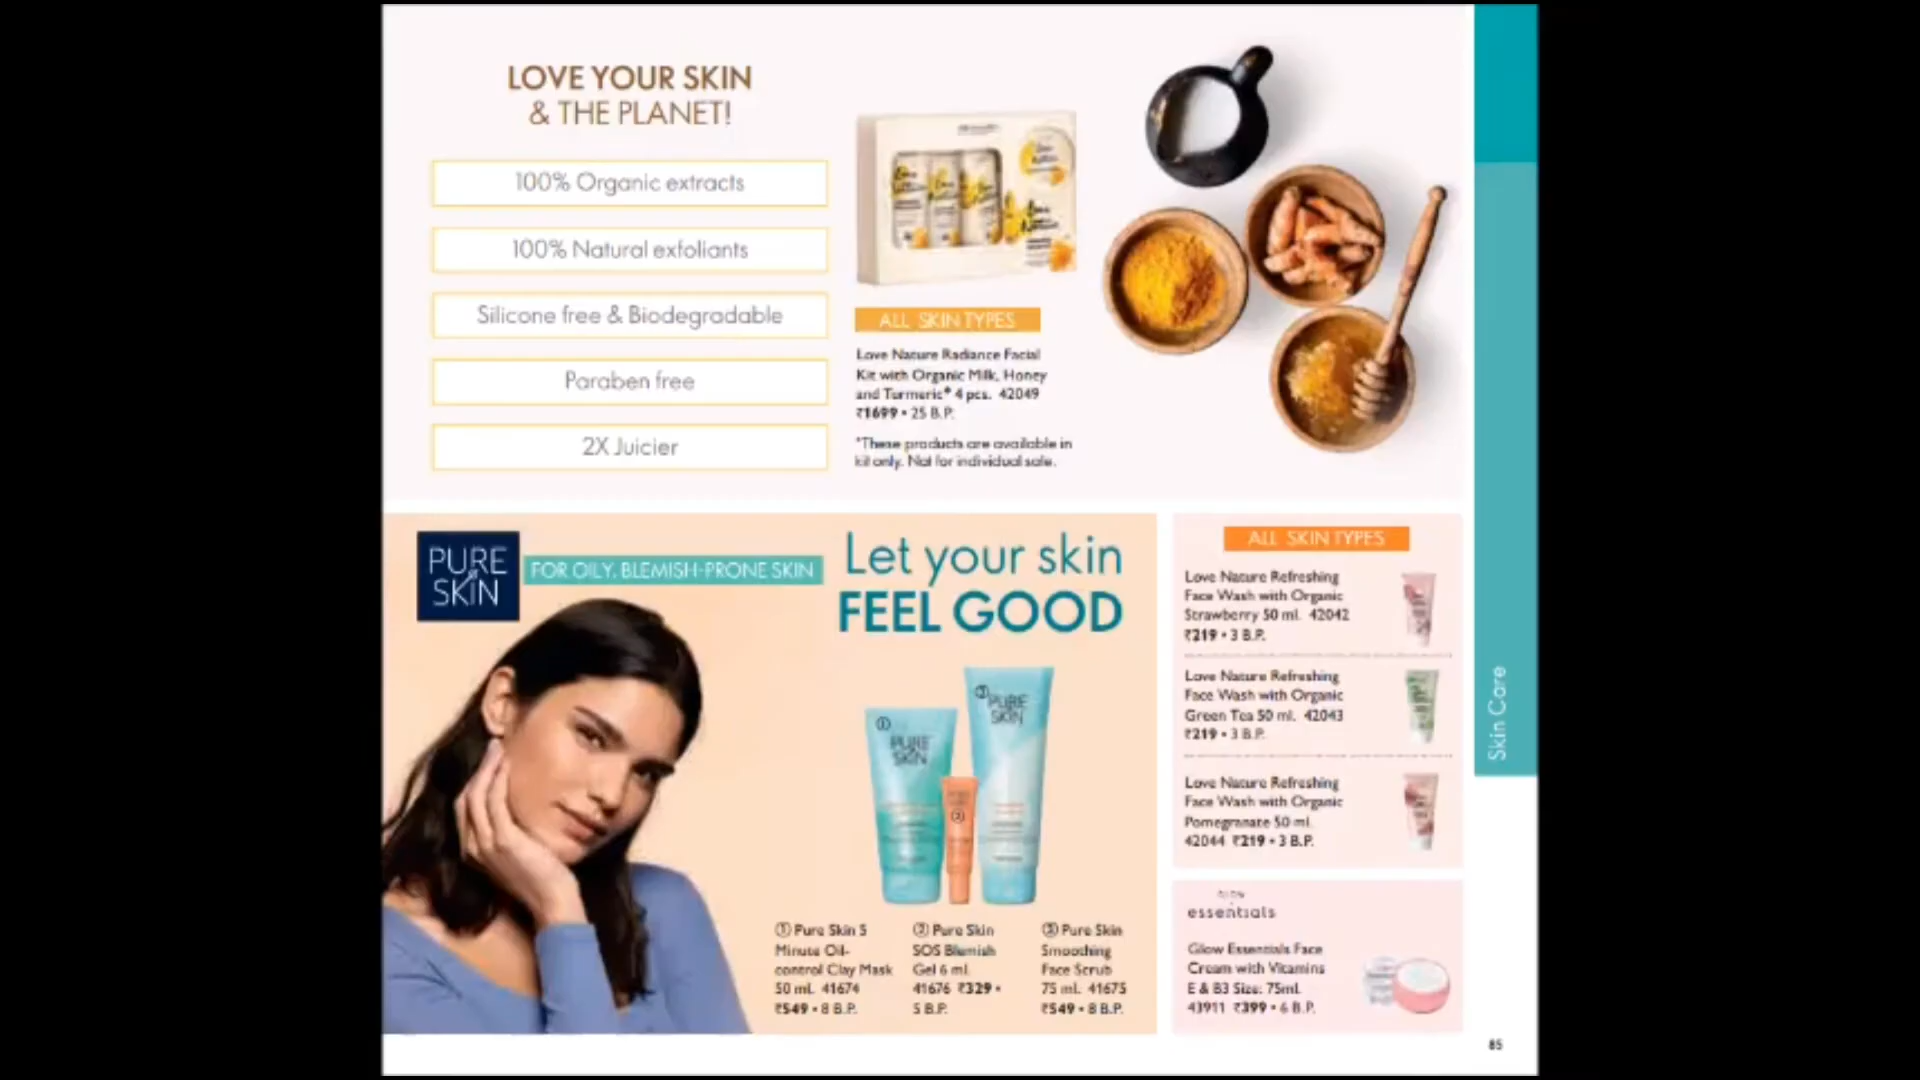 LOVE YOUR SKIN
& THE PLANET!
100% Organic extracts
100% Natural exfoliants
Silicone free & Biodegradable
Paraben free
2X Juicier
ALL SKIN TYPES
Love Nature Radiance Facial
Kit with Organic Milk, Honey
and Turmeric* 4 pcs. 42049
₹1699 • 25 B.P.
*These products are available in
kit only. Not for individual sale.
PURE
SKIN
FOR OILY, BLEMISH-PRONE SKIN
Let your skin
FEEL GOOD
①
PURE
SKIN
②
③
PURE
SKIN
① Pure Skin 5
Minute Oil-
control Clay Mask
50 ml. 41674
₹549 • 8 B.P.
② Pure Skin
SOS Blemish
Gel 6 ml.
41676 ₹329 •
5 B.P.
③ Pure Skin
Smoothing
Face Scrub
75 ml. 41675
₹549 • 8 B.P.
ALL SKIN TYPES
Love Nature Refreshing
Face Wash with Organic
Strawberry 50 ml. 42042
₹219 • 3 B.P.
Love Nature Refreshing
Face Wash with Organic
Green Tea 50 ml. 42043
₹219 • 3 B.P.
Love Nature Refreshing
Face Wash with Organic
Pomegranate 50 ml.
42044 ₹219 • 3 B.P.
essentials
Glow Essentials Face
Cream with Vitamins
E & B3 Size: 75ml.
43911 ₹399 • 6 B.P.
Skin Care
85